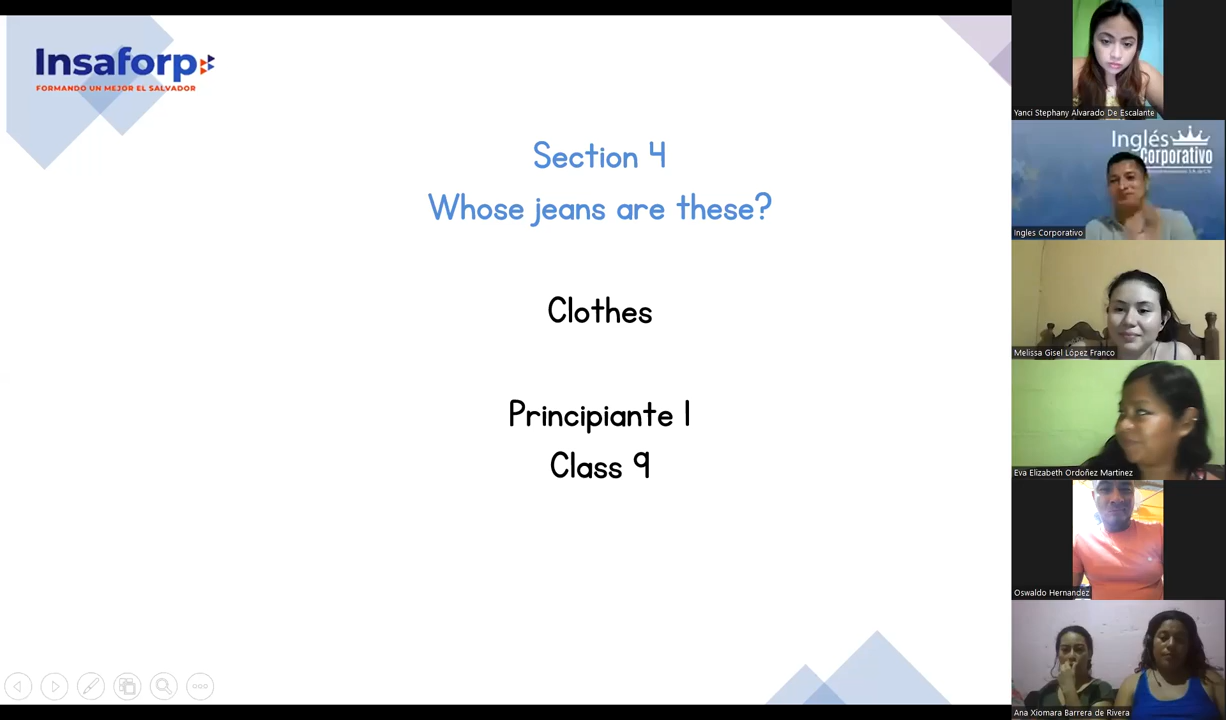 Insaforp
FORMANDO UN MEJOR EL SALVADOR
Section 4
Whose jeans are these?
Clothes
Principiante 1
Class 9
Yanci Stephany Alvarado De Escalante
Inglés
Corporativo
Ingles Corporativo
Melissa Gisel López Franco
Eva Elizabeth Ordoñez Martinez
Oswaldo Hernandez
Ana Xiomara Barrera de Rivera